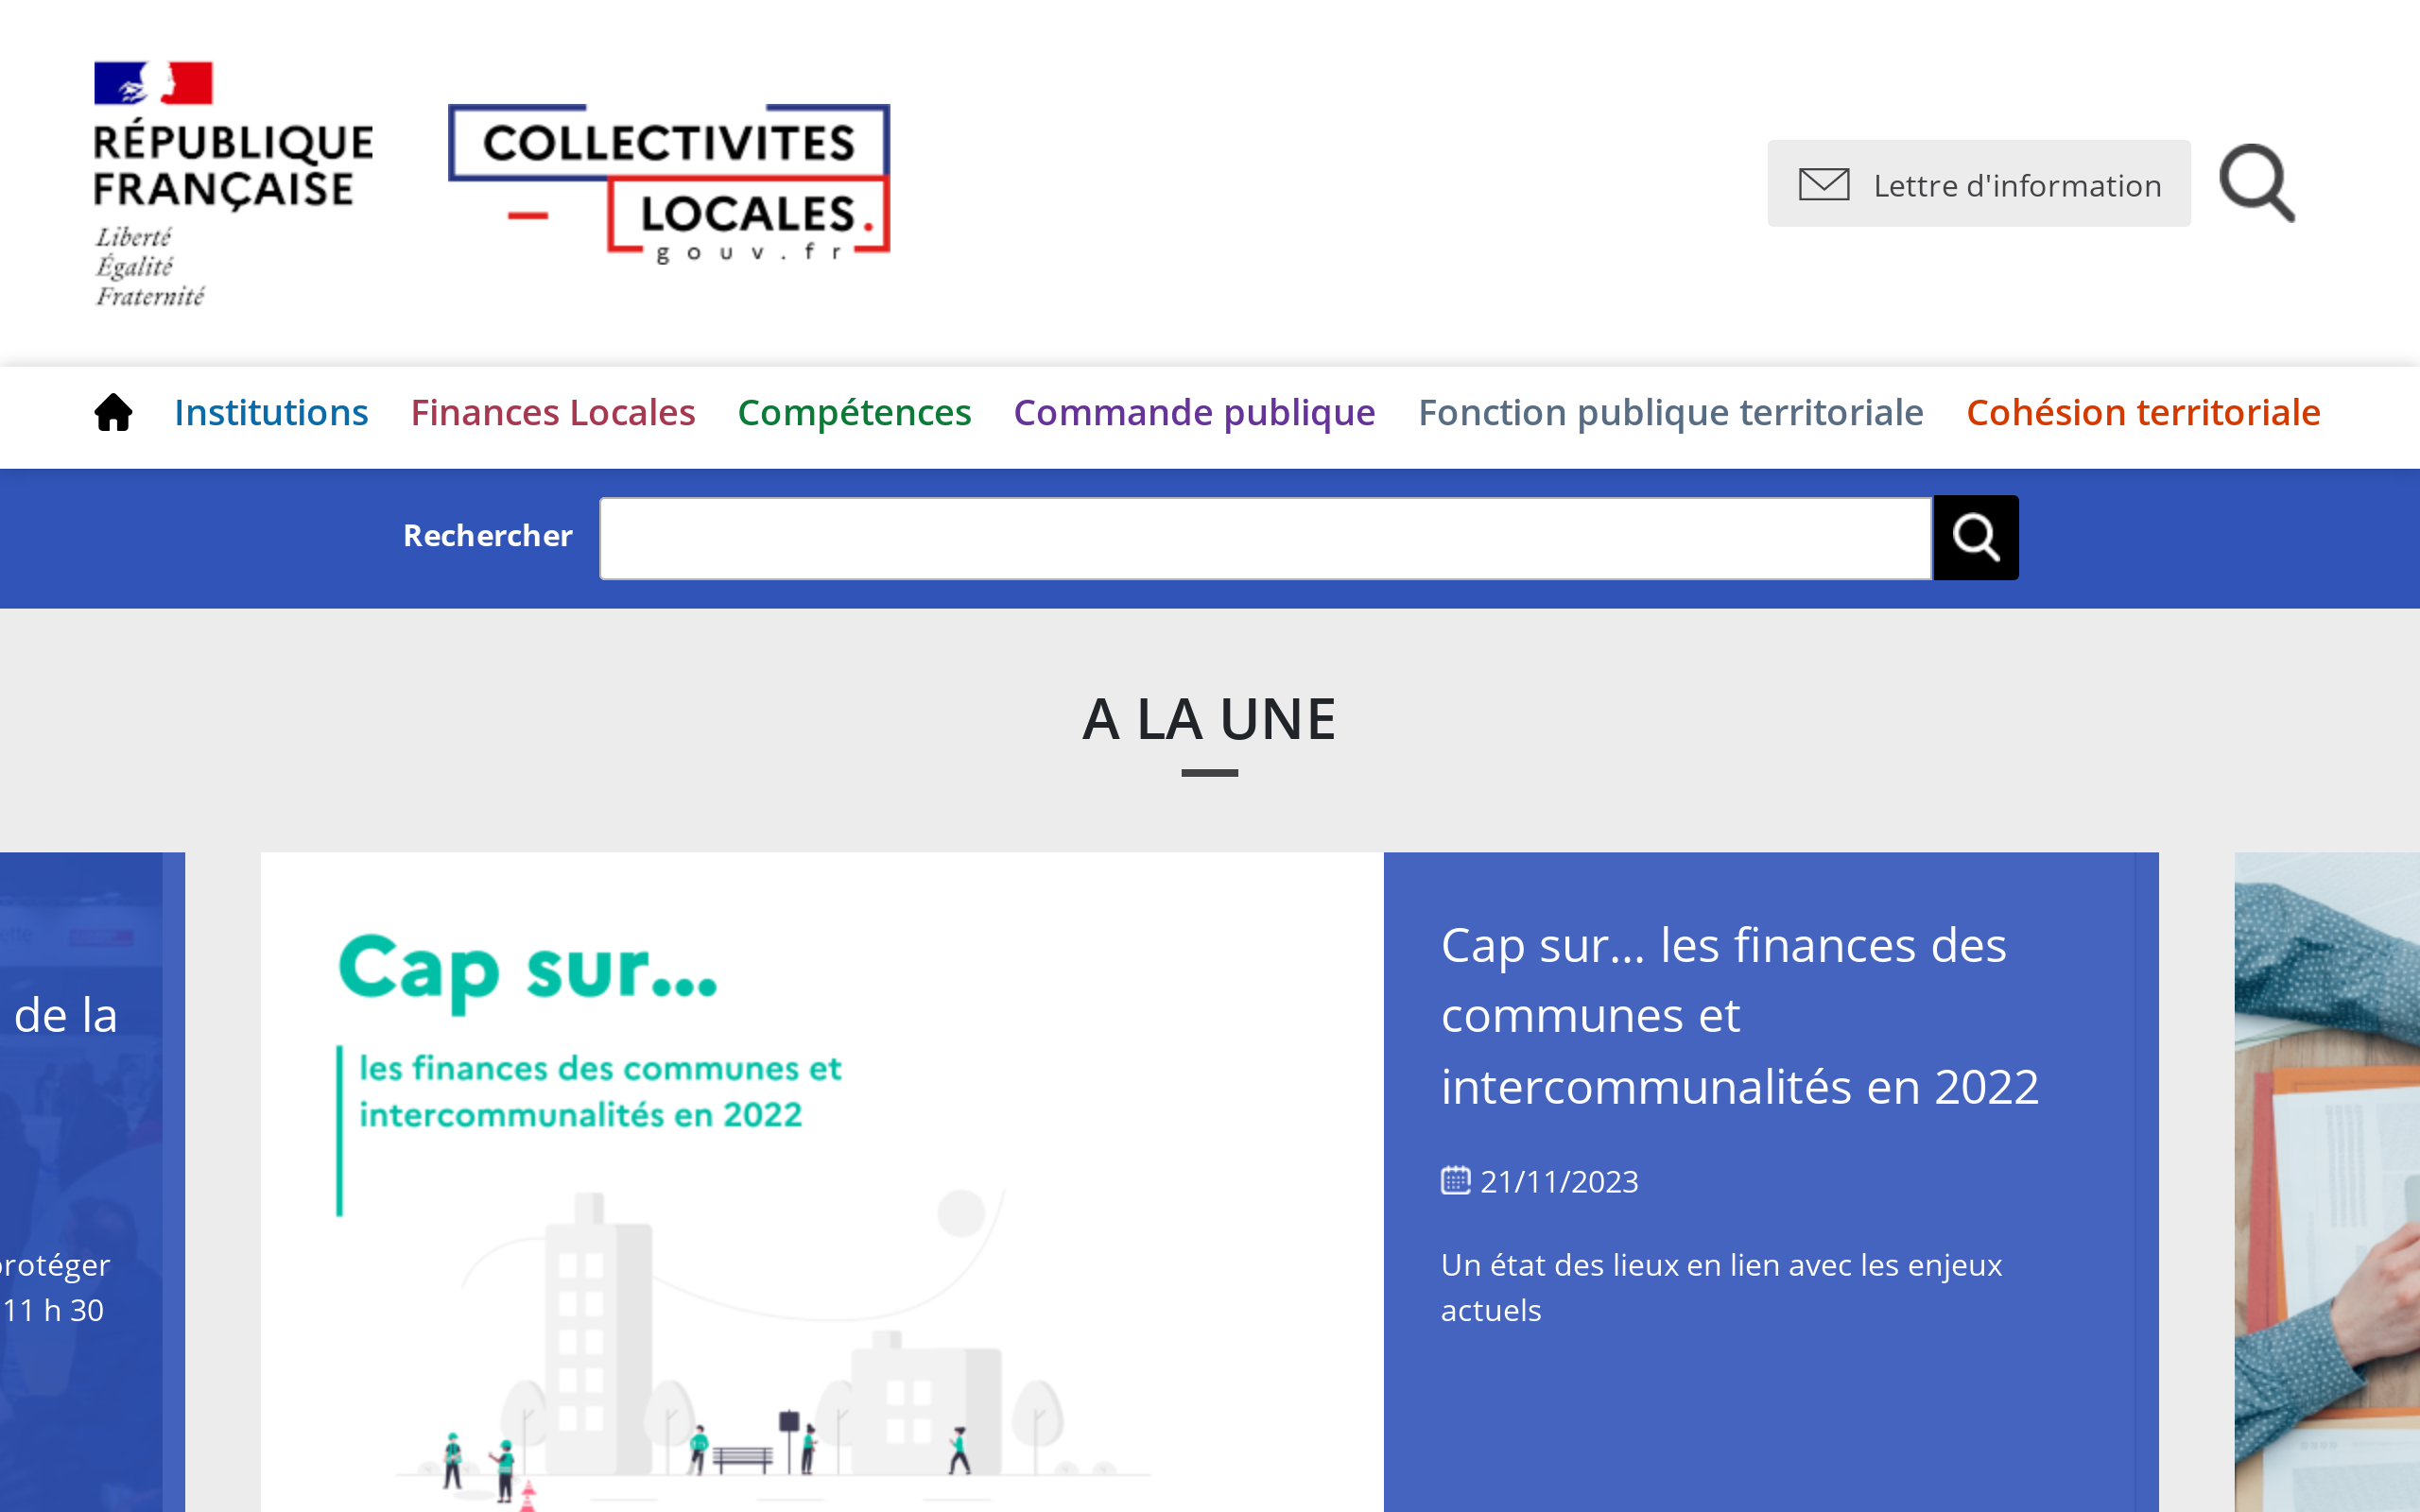 RÉPUBLIQUE
FRANÇAISE
Liberté
Égalité
Fraternité
COLLECTIVITES
LOCALES.
gouv.fr
Lettre d'information
Institutions Finances Locales Compétences Commande publique Fonction publique territoriale Cohésion territoriale
Rechercher
A LA UNE
de la
11 h 30
Cap sur...
les finances des communes et
intercommunalités en 2022
Cap sur... les finances des
communes et
intercommunalités en 2022
21/11/2023
Un état des lieux en lien avec les enjeux
actuels